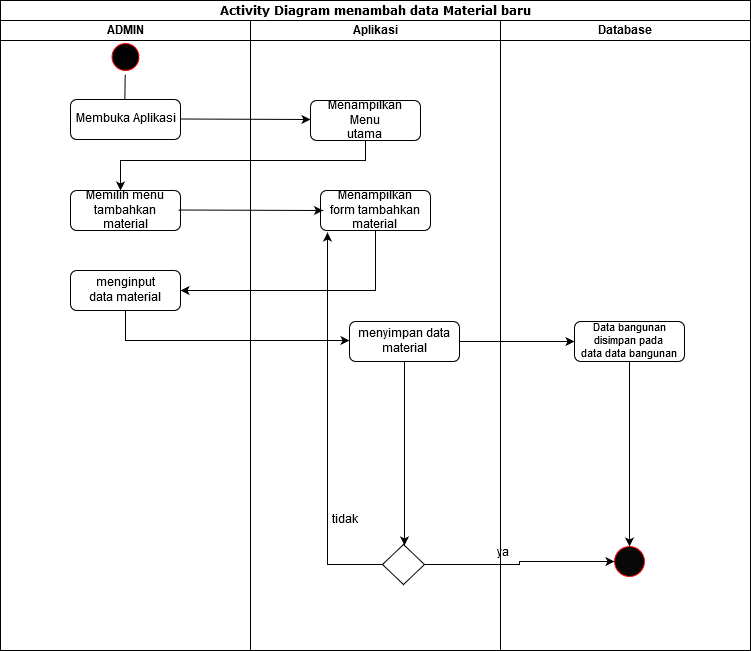 Activity Diagram menambah data Material baru
ADMIN
Aplikasi
Database
Membuka Aplikasi
Menampilkan
Menu
utama
Memilih menu
tambahkan
material
Menampilkan
form tambahkan
material
menginput
data material
menyimpan data
material
Data bangunan
disimpan pada
data data bangunan
tidak
ya